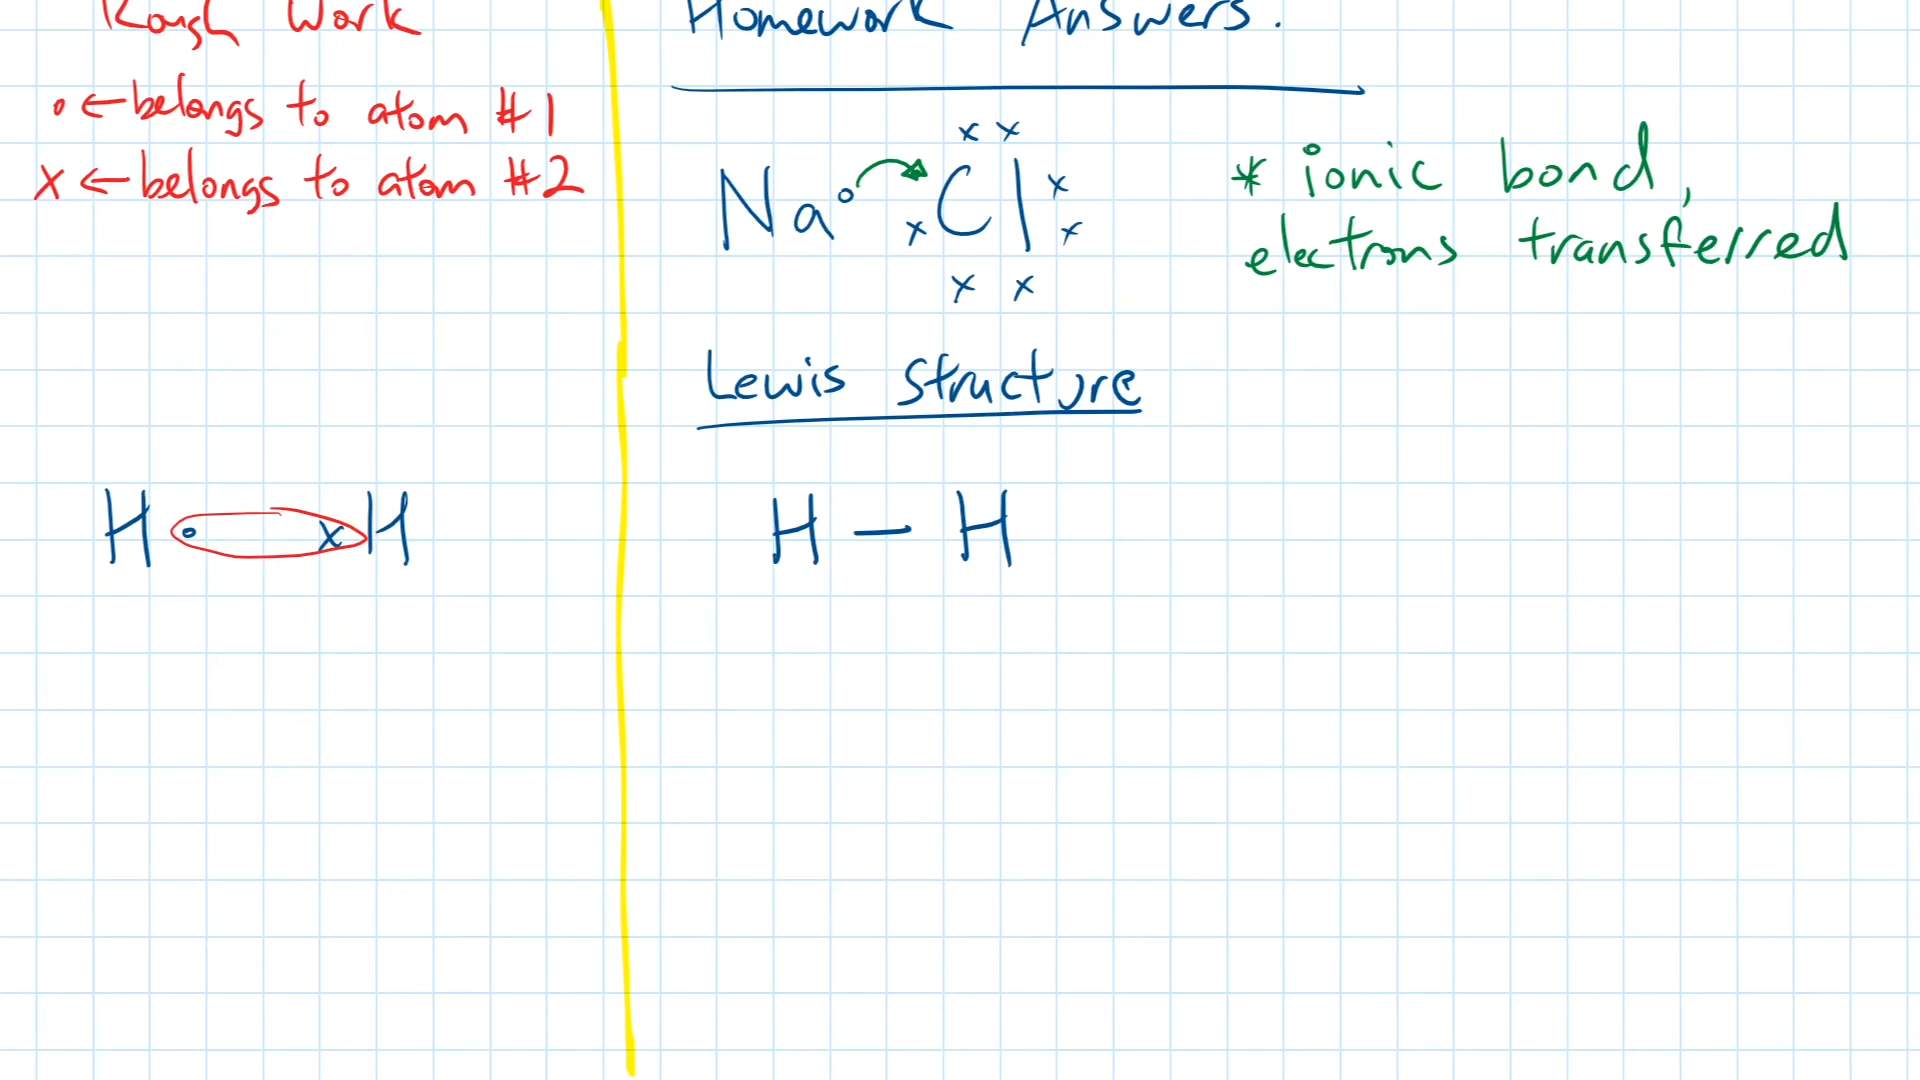 Rough Work
∘ ← belongs to atom #1
x ← belongs to atom #2
H ∘ x H
Homework Answers.
x x
Na ∘ x Cl x x
x x
* ionic bond,
electrons transferred
Lewis Structure
H — H